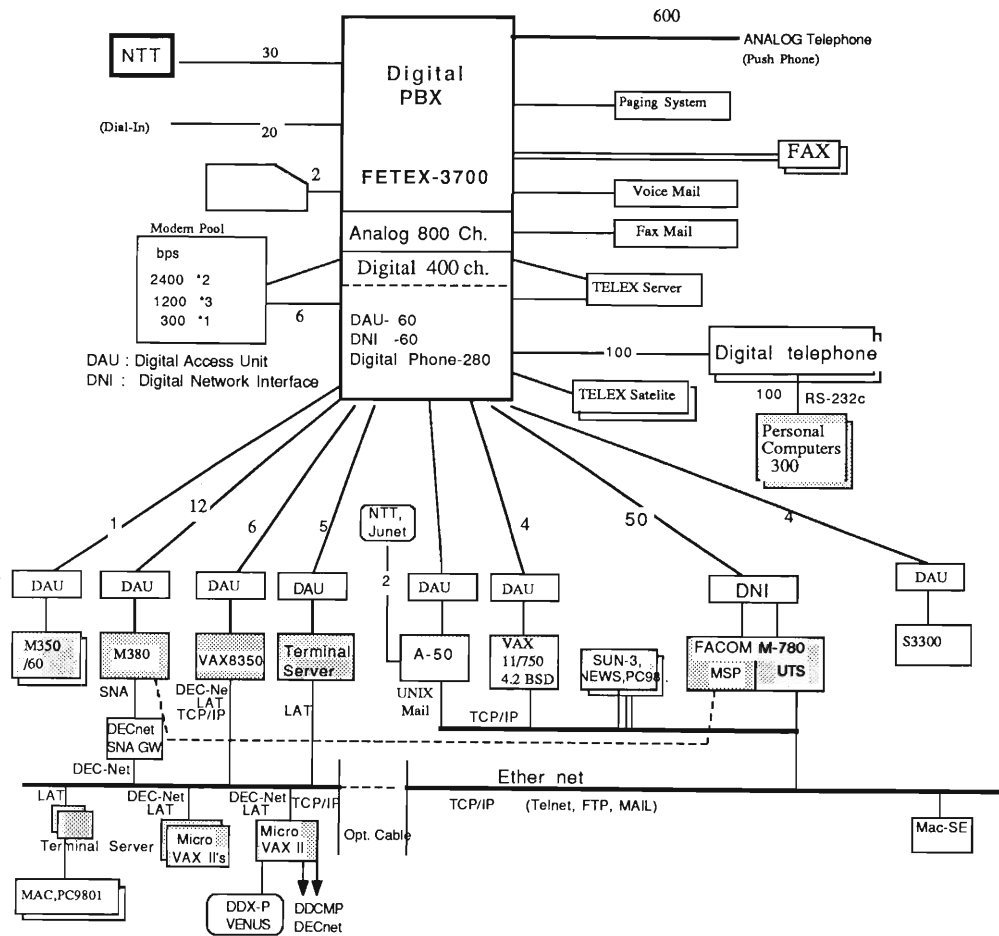 600
NTT
30
ANALOG Telephone
(Push Phone)
Digital
PBX
Paging System
(Dial-In)
20
FAX
2
FETEX-3700
Voice Mail
Modem Pool
Analog 800 Ch.
Fax Mail
bps
2400 *2
1200 *3
300 *1
Digital 400 ch.
TELEX Server
6
DAU- 60
DNI -60
Digital Phone-280
100
Digital telephone
DAU : Digital Access Unit
DNI : Digital Network Interface
TELEX Satelite
100
RS-232c
Personal
Computers
300
1
12
6
5
NTT,
Junet
4
50
4
2
DAU
DAU
DAU
DAU
DAU
DAU
DNI
DAU
M350
/60
M380
VAX8350
Terminal
Server
A-50
VAX
11/750
4.2 BSD
SUN-3,
NEWS,PC98.
FACOM M-780
MSP
UTS
S3300
SNA
DEC-Ne
LAT
TCP/IP
LAT
UNIX
Mail
TCP/IP
DECnet
SNA GW
DEC-Net
Ether net
LAT
DEC-Net
LAT
DEC-Net
LAT
TCP/IP
TCP/IP
(Telnet, FTP, MAIL)
Opt. Cable
Terminal Server
Micro
VAX II's
Micro
VAX II
Mac-SE
MAC,PC9801
DDX-P
VENUS
DDCMP
DECnet